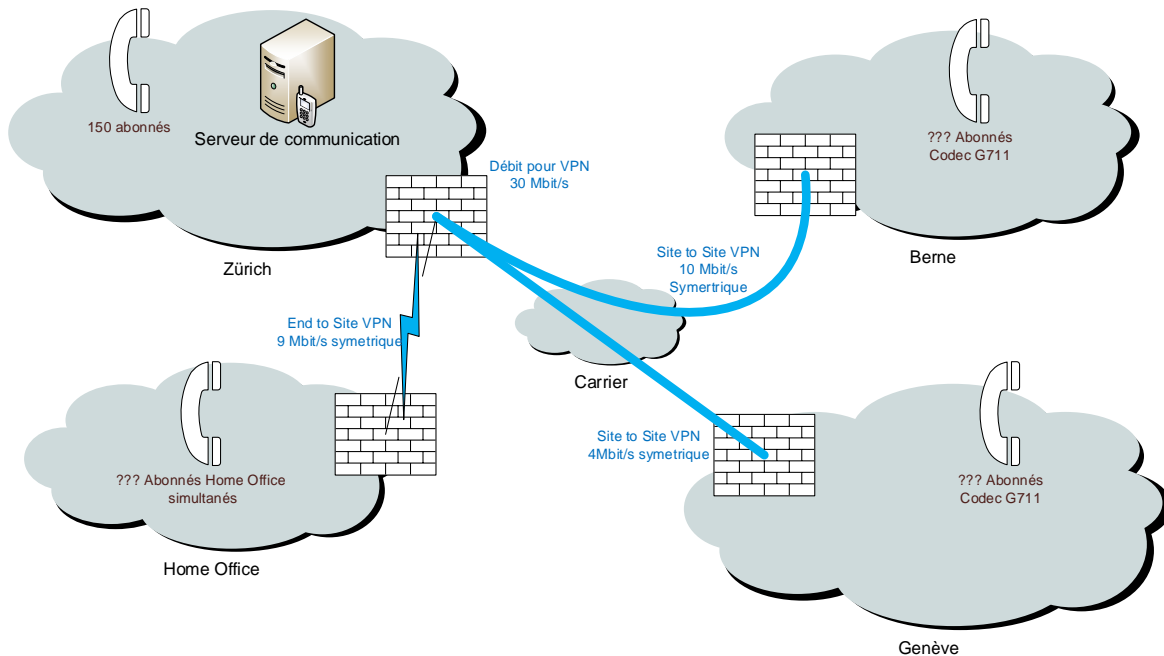 150 abonnés
Serveur de communication
Zürich
Débit pour VPN
30 Mbit/s
??? Abonnés
Codec G711
Berne
Site to Site VPN
10 Mbit/s
Symertrique
End to Site VPN
9 Mbit/s symetrique
Carrier
??? Abonnés Home Office
simultanés
Home Office
Site to Site VPN
4Mbit/s symetrique
??? Abonnés
Codec G711
Genève